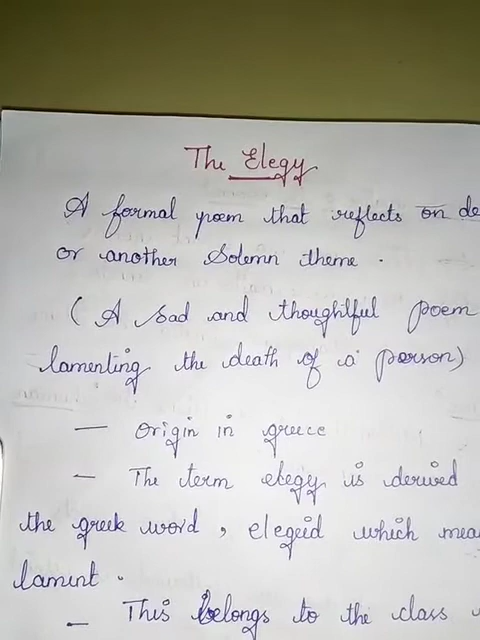 The Elegy
A formal poem that reflects on de
or another Solemn theme.
( A sad and thoughtful poem
lamenting the death of a person)
— Origin in greece
— The term elegy is derived
the greek word, elegeid which mea
lament.
— This belongs to the class